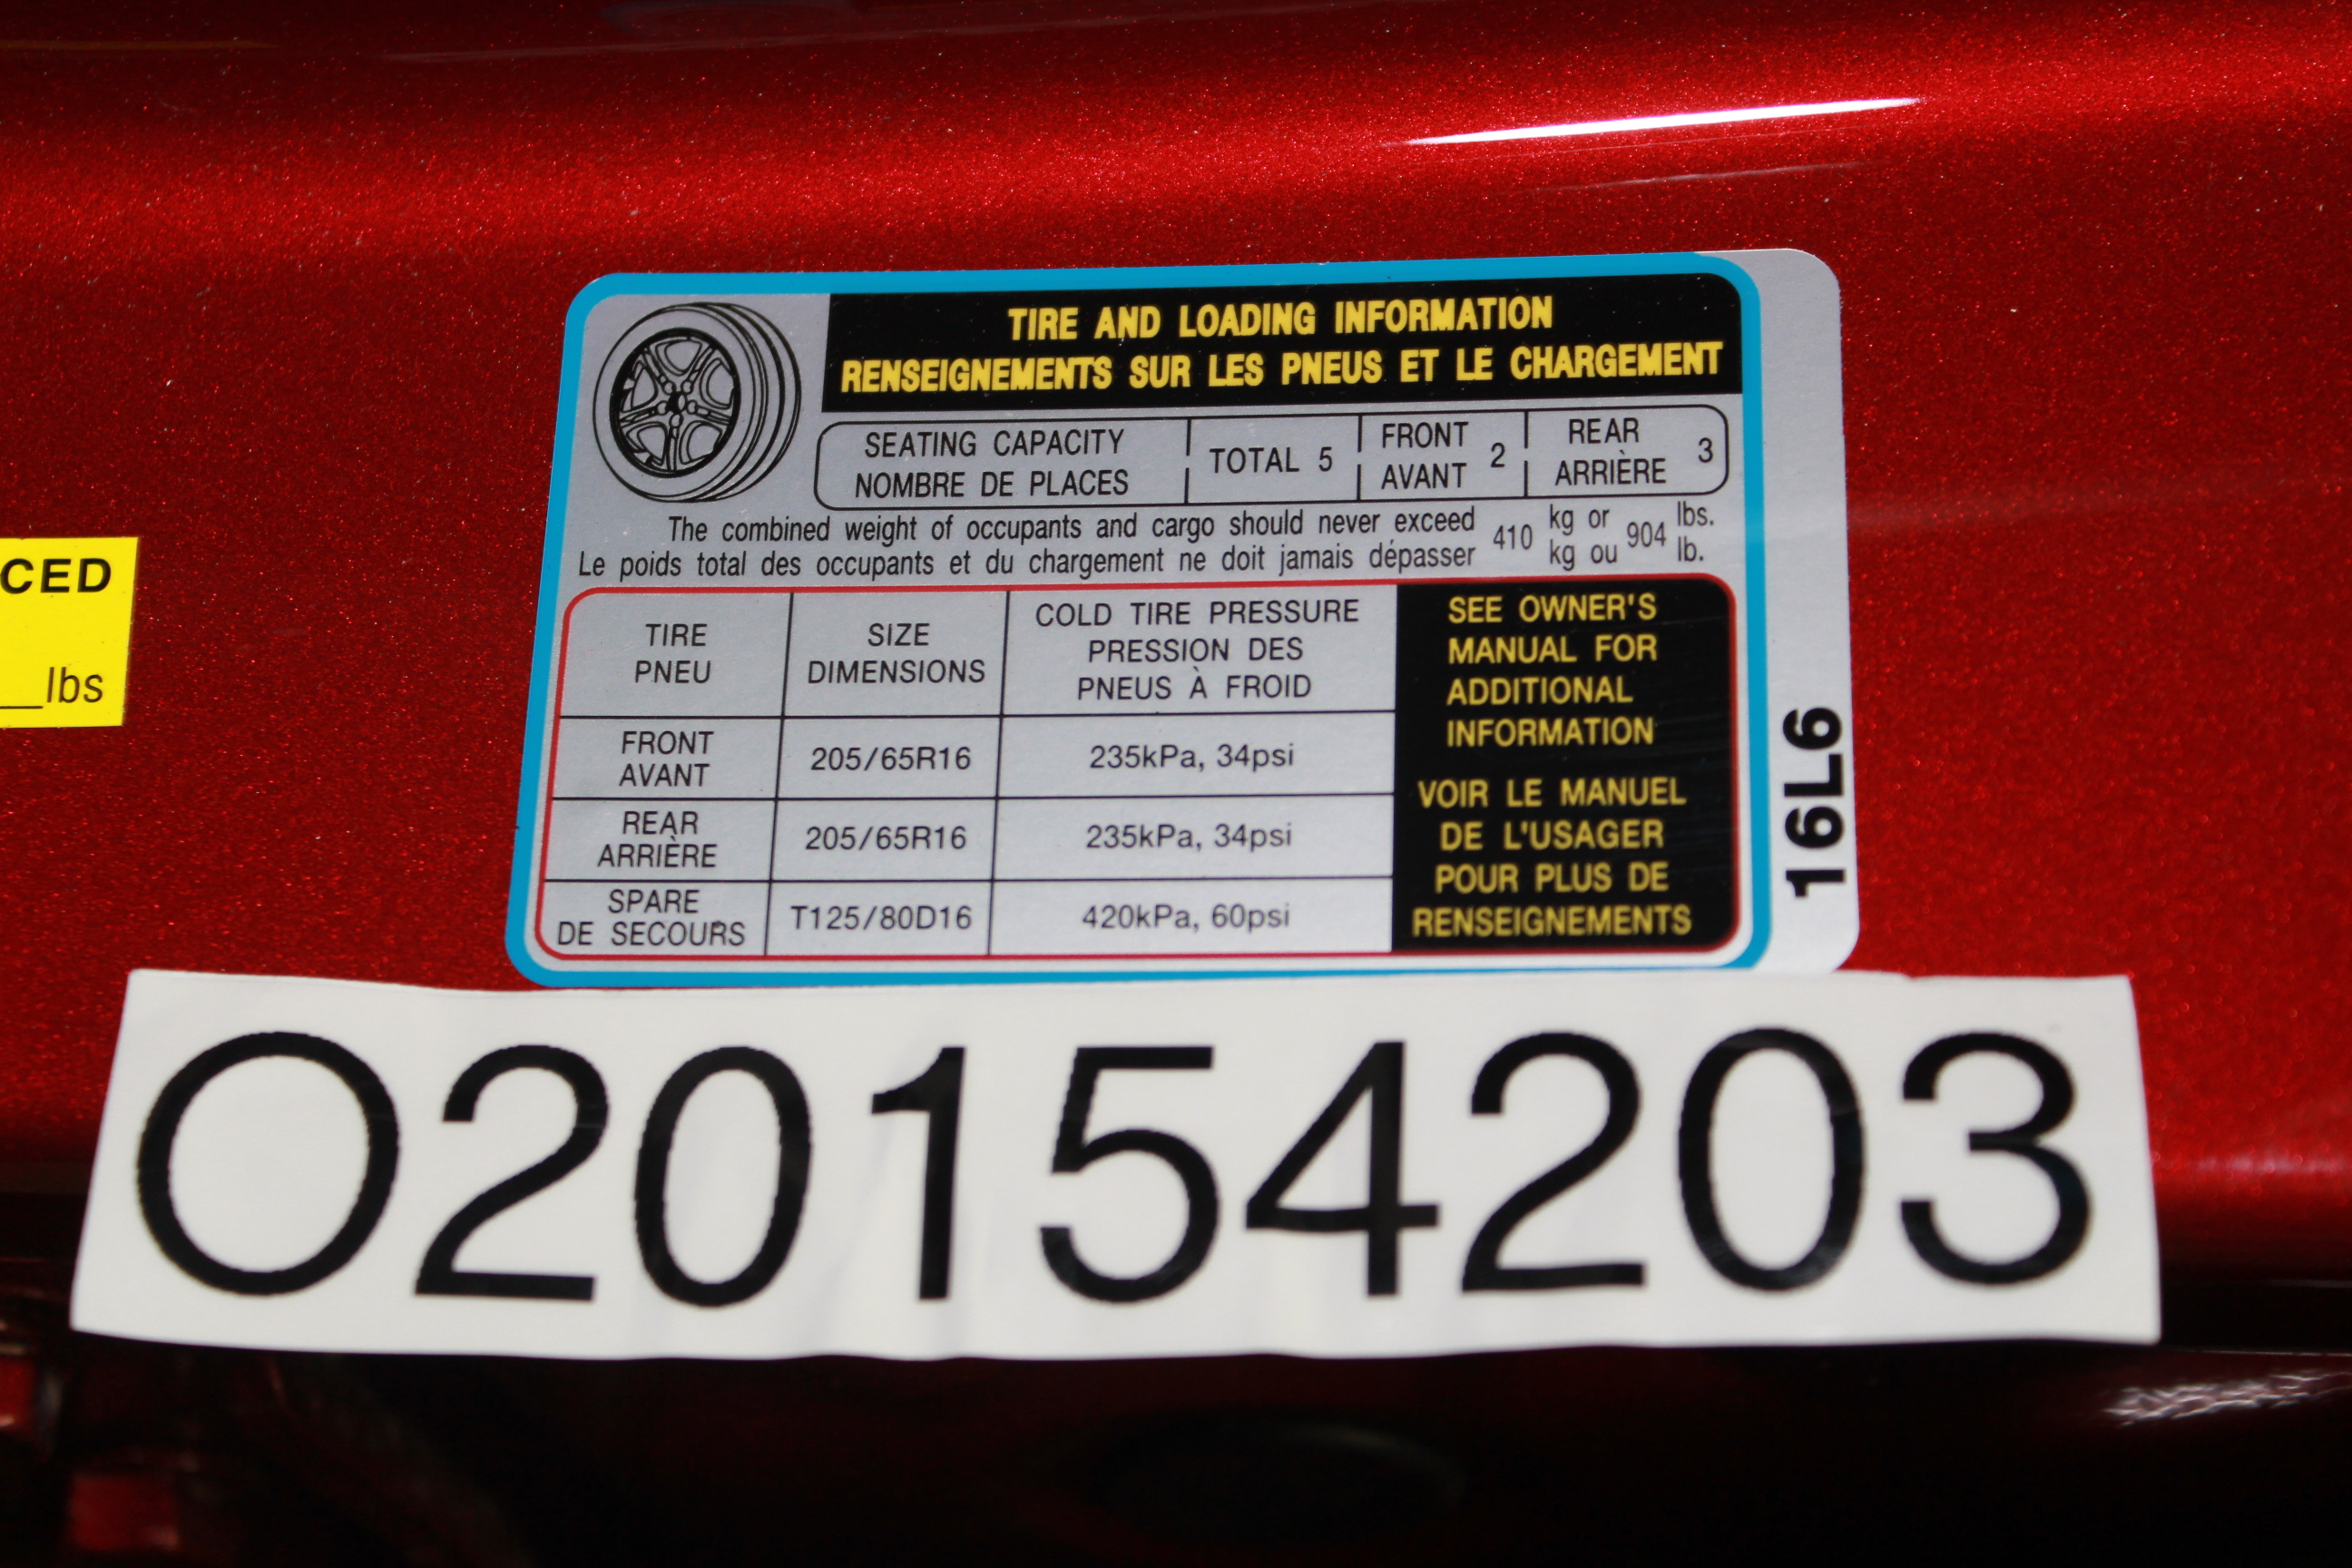 TIRE AND LOADING INFORMATION
RENSEIGNEMENTS SUR LES PNEUS ET LE CHARGEMENT
SEATING CAPACITY
NOMBRE DE PLACES
TOTAL 5
FRONT
AVANT
2
REAR
ARRIÈRE
3
The combined weight of occupants and cargo should never exceed
Le poids total des occupants et du chargement ne doit jamais dépasser
410
kg or
kg ou
904
lbs.
lb.
TIRE
PNEU
SIZE
DIMENSIONS
COLD TIRE PRESSURE
PRESSION DES
PNEUS À FROID
FRONT
AVANT
205/65R16
235kPa, 34psi
REAR
ARRIÈRE
205/65R16
235kPa, 34psi
SPARE
DE SECOURS
T125/80D16
420kPa, 60psi
SEE OWNER'S
MANUAL FOR
ADDITIONAL
INFORMATION
VOIR LE MANUEL
DE L'USAGER
POUR PLUS DE
RENSEIGNEMENTS
16L6
CED
__lbs
O20154203